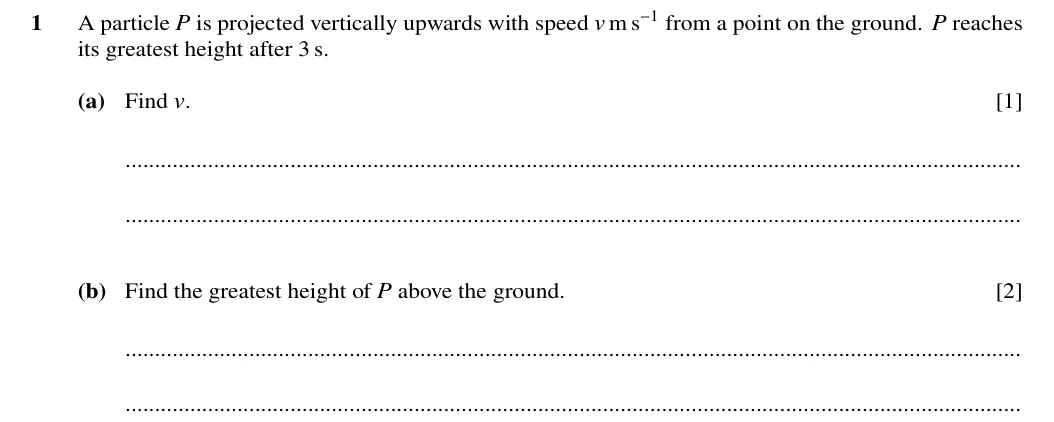 1 A particle P is projected vertically upwards with speed v m s⁻¹ from a point on the ground. P reaches
its greatest height after 3 s.
(a) Find v. [1]
................................................................................................................................................
................................................................................................................................................
(b) Find the greatest height of P above the ground. [2]
................................................................................................................................................
................................................................................................................................................